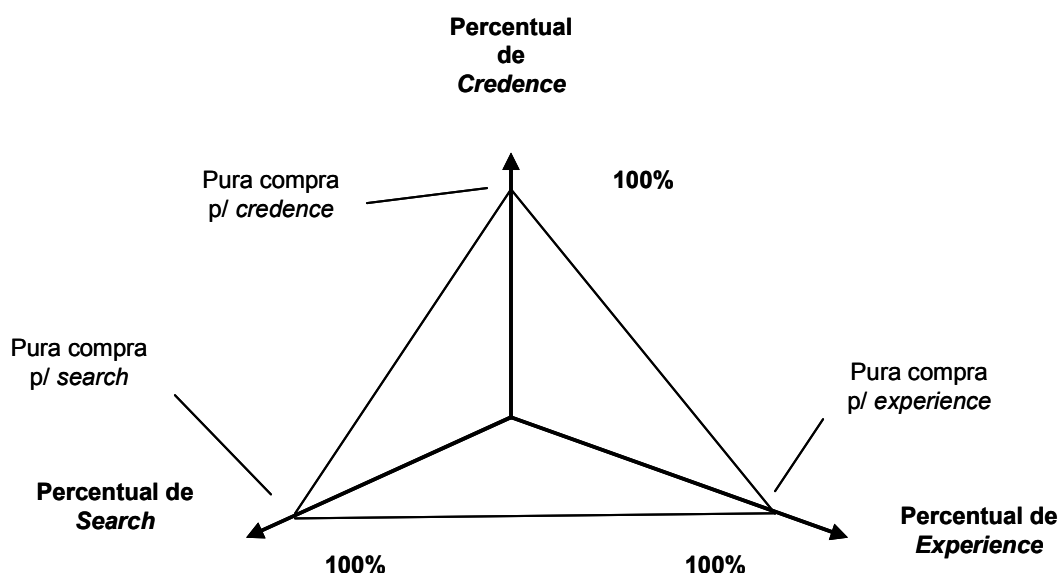 Percentual
de
Credence
Pura compra
p/ credence
100%
Pura compra
p/ search
Pura compra
p/ experience
Percentual de
Search
Percentual de
Experience
100%
100%